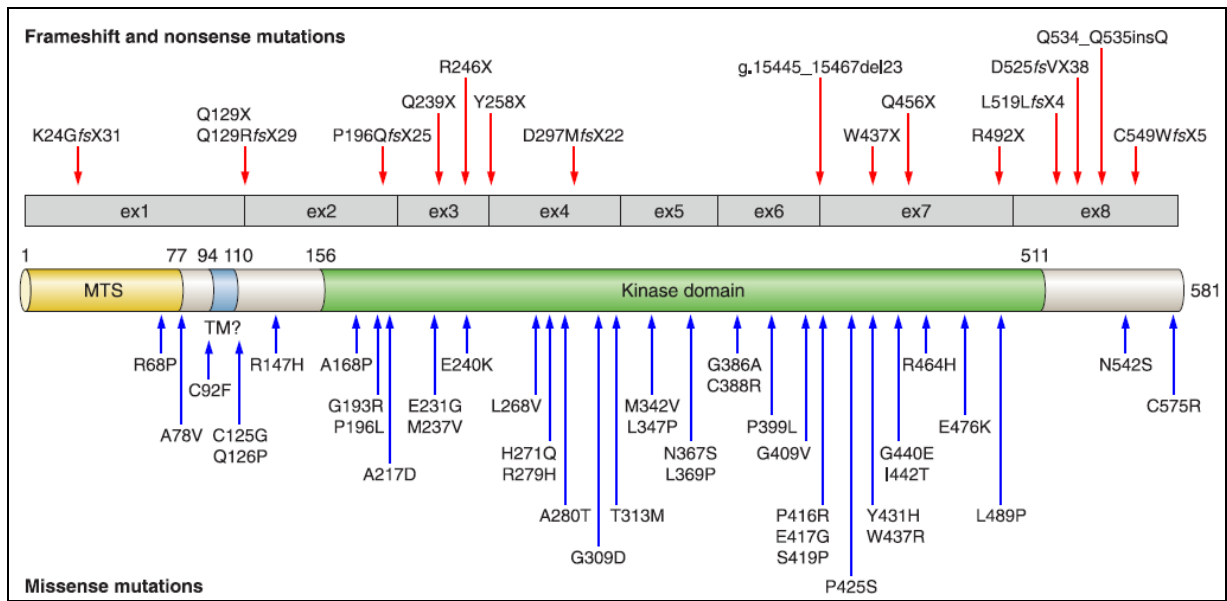 Frameshift and nonsense mutations
Q534_Q535insQ
R246X
g.15445_15467del23
D525fsVX38
Q129X
Q239X
Y258X
Q456X
L519LfsX4
K24GfsX31
Q129RfsX29
P196QfsX25
D297MfsX22
W437X
R492X
C549WfsX5
ex1
ex2
ex3
ex4
ex5
ex6
ex7
ex8
1
77
94
110
156
511
MTS
Kinase domain
581
TM?
R68P
C92F
R147H
A168P
E240K
G386A
C388R
R464H
N542S
A78V
C125G
Q126P
G193R
P196L
E231G
M237V
L268V
M342V
L347P
P399L
E476K
C575R
A217D
H271Q
R279H
N367S
L369P
G409V
G440E
I442T
A280T
T313M
P416R
E417G
S419P
Y431H
W437R
L489P
G309D
P425S
Missense mutations